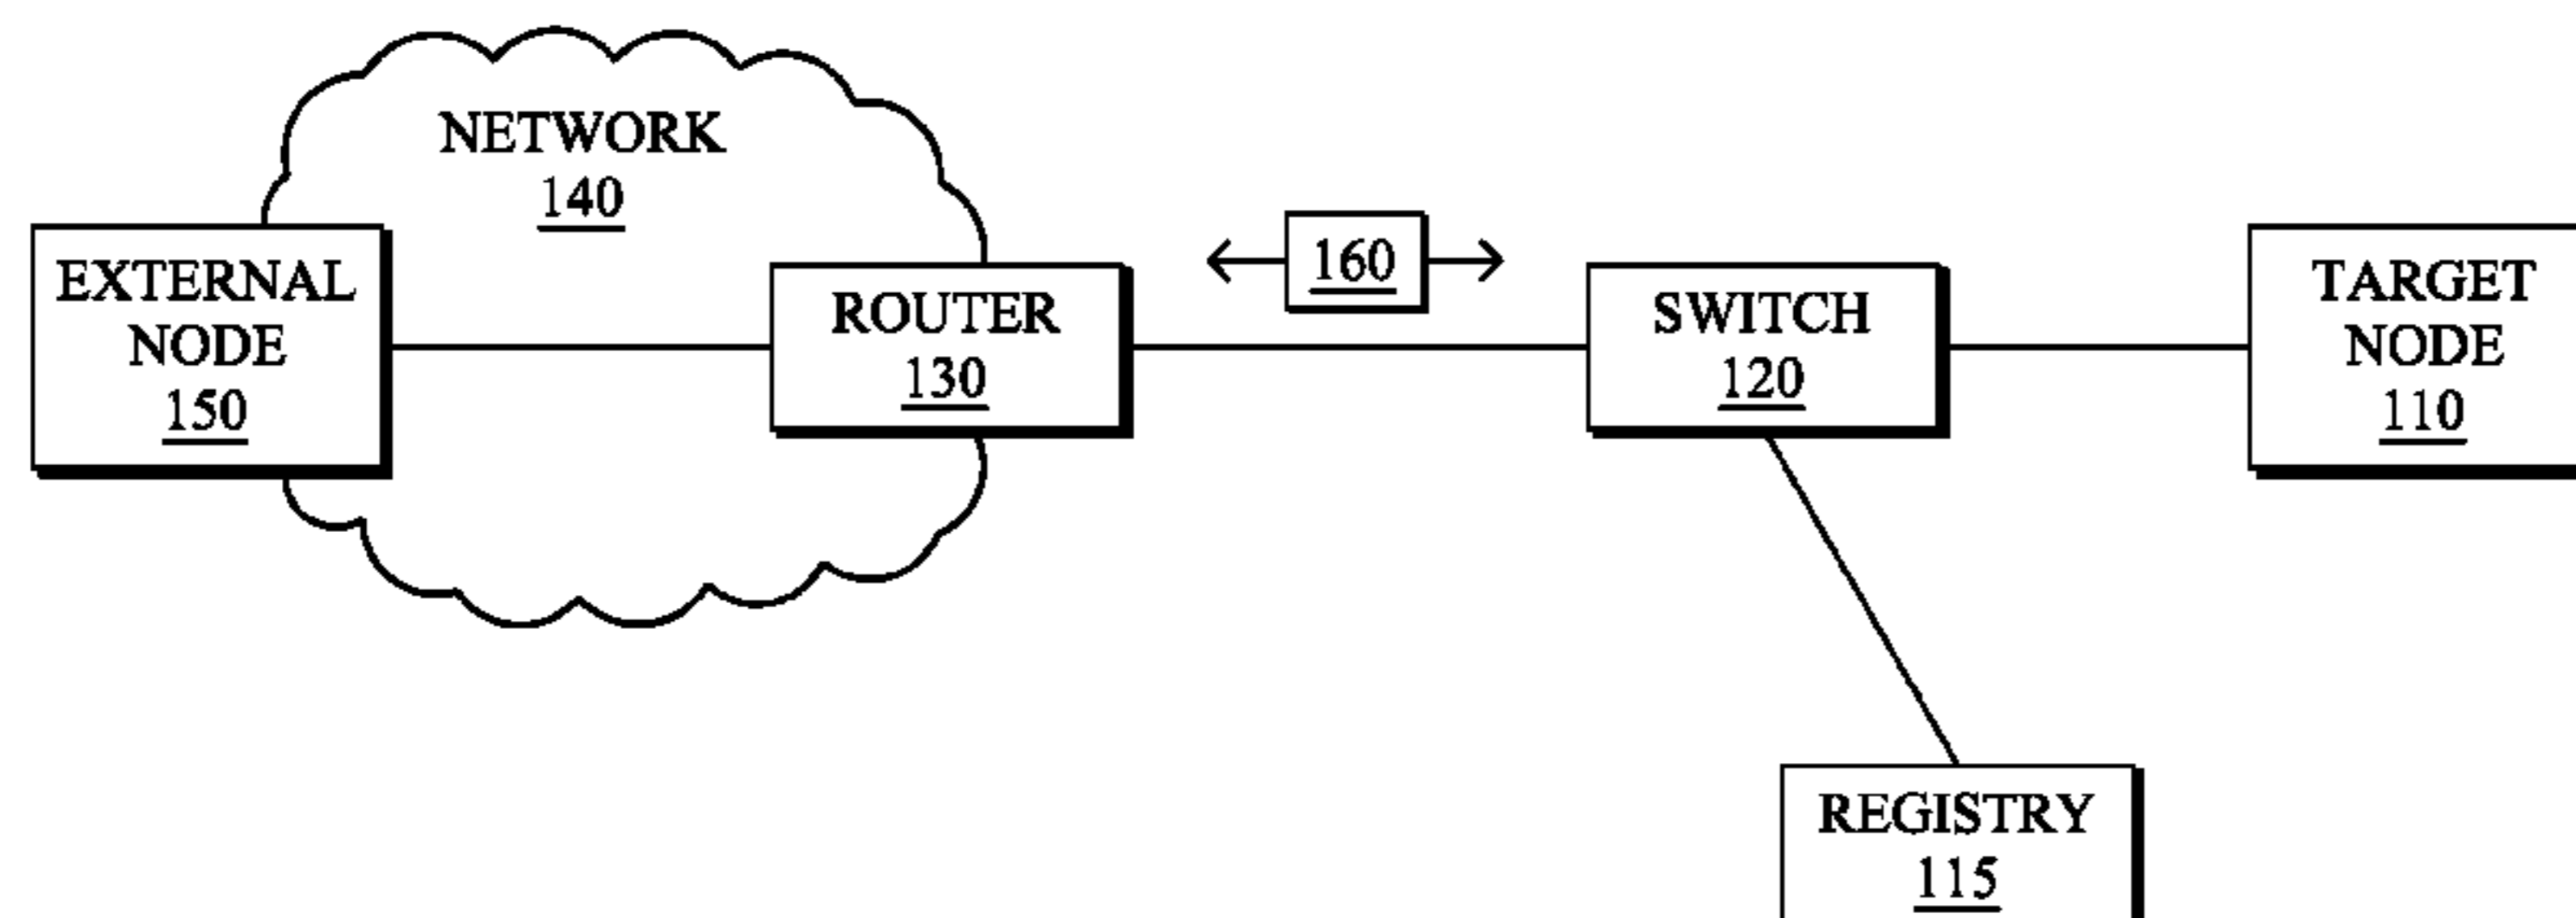 NETWORK
140
EXTERNAL
NODE
150
ROUTER
130
160
SWITCH
120
TARGET
NODE
110
REGISTRY
115